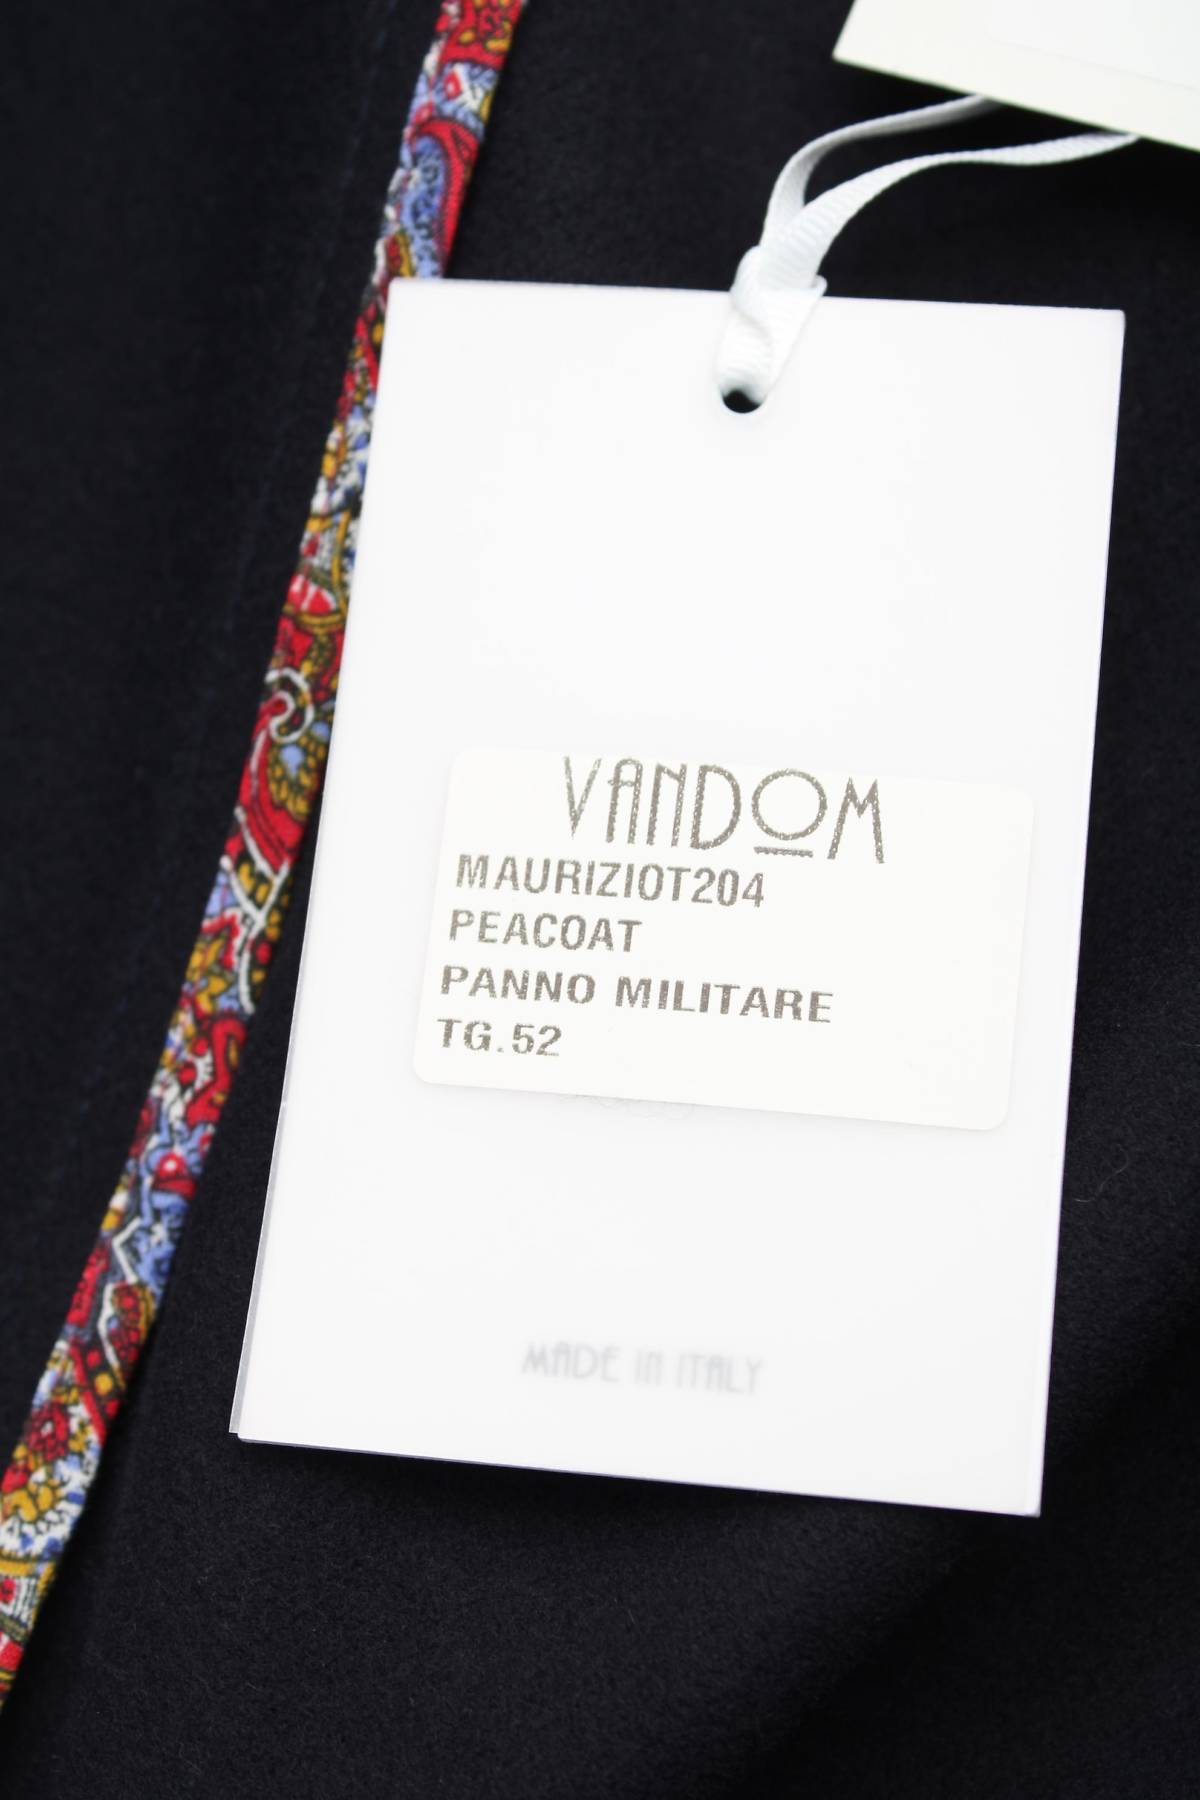 VANDOM
MAURIZIOT204
PEACOAT
PANNO MILITARE
TG.52
MADE IN ITALY